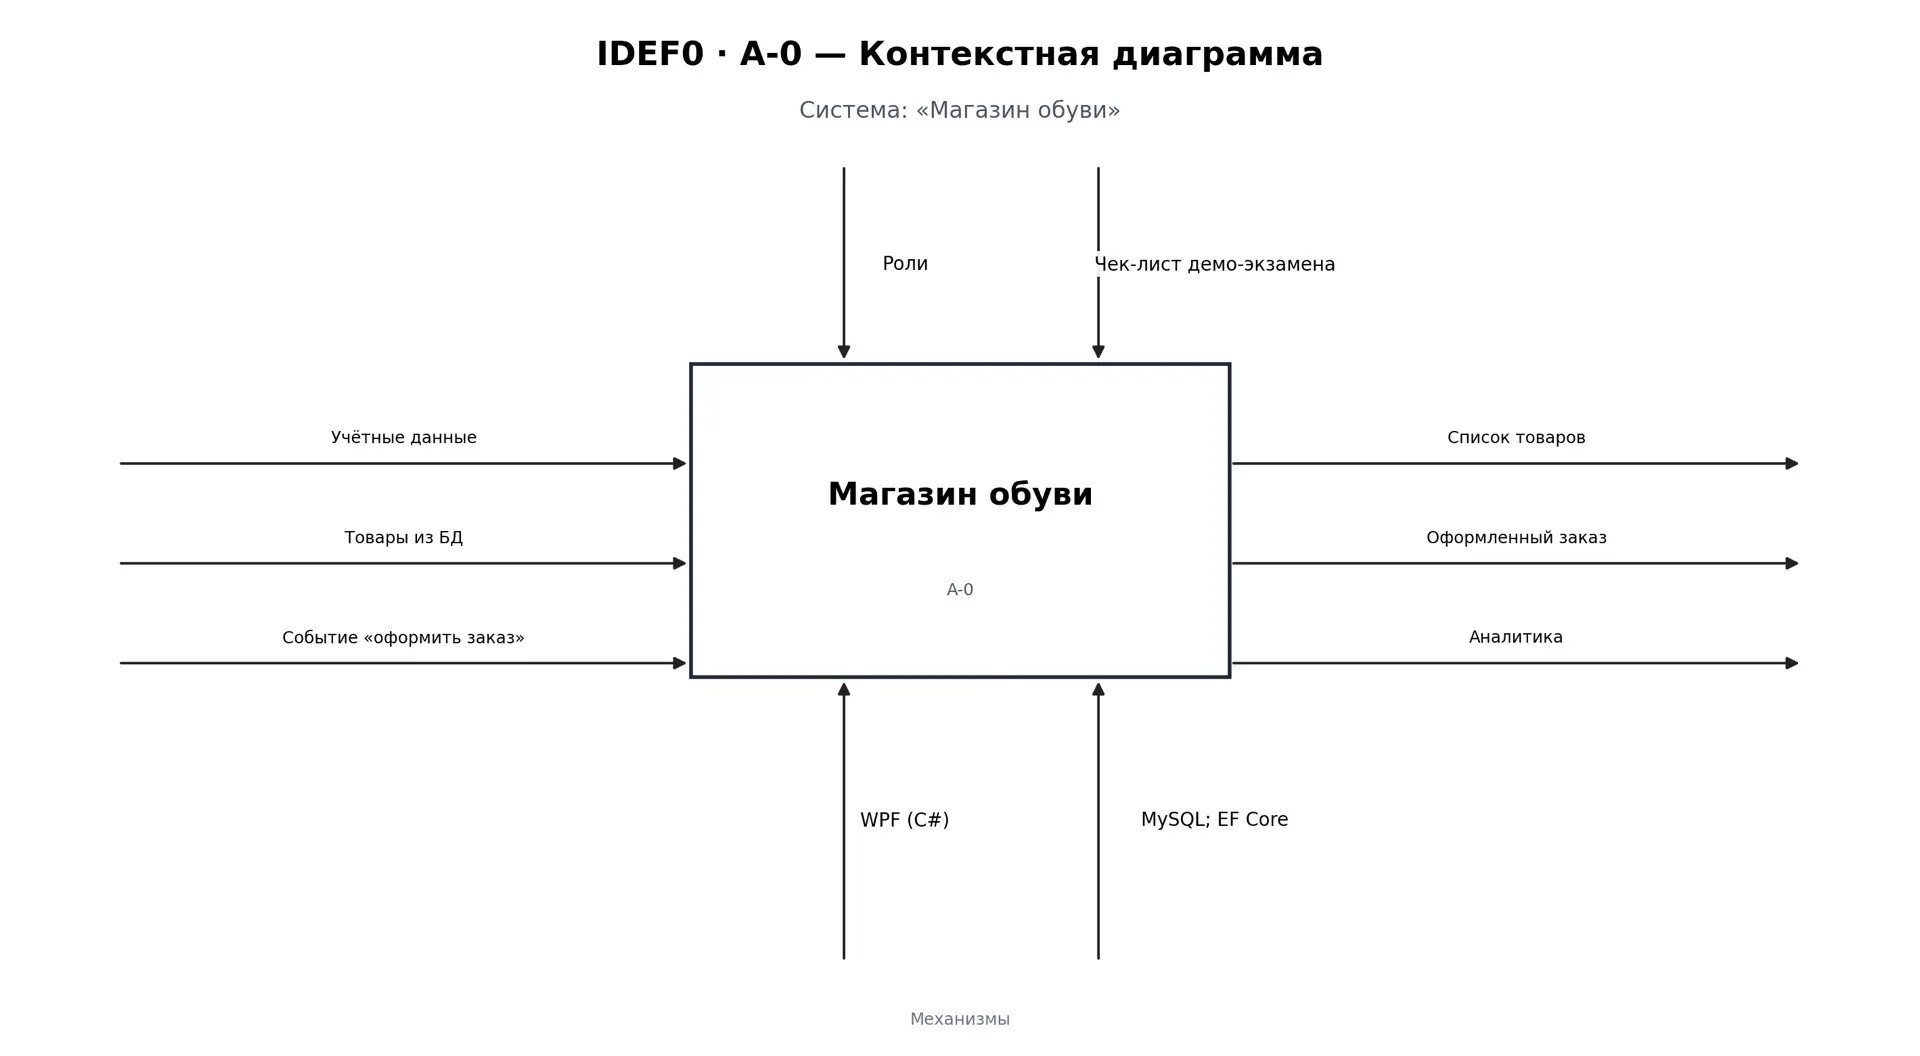 IDEF0 · A-0 — Контекстная диаграмма
Система: «Магазин обуви»
Роли
Чек-лист демо-экзамена
Учётные данные
Список товаров
Магазин обуви
Товары из БД
Оформленный заказ
A-0
Событие «оформить заказ»
Аналитика
WPF (C#)
MySQL; EF Core
Механизмы